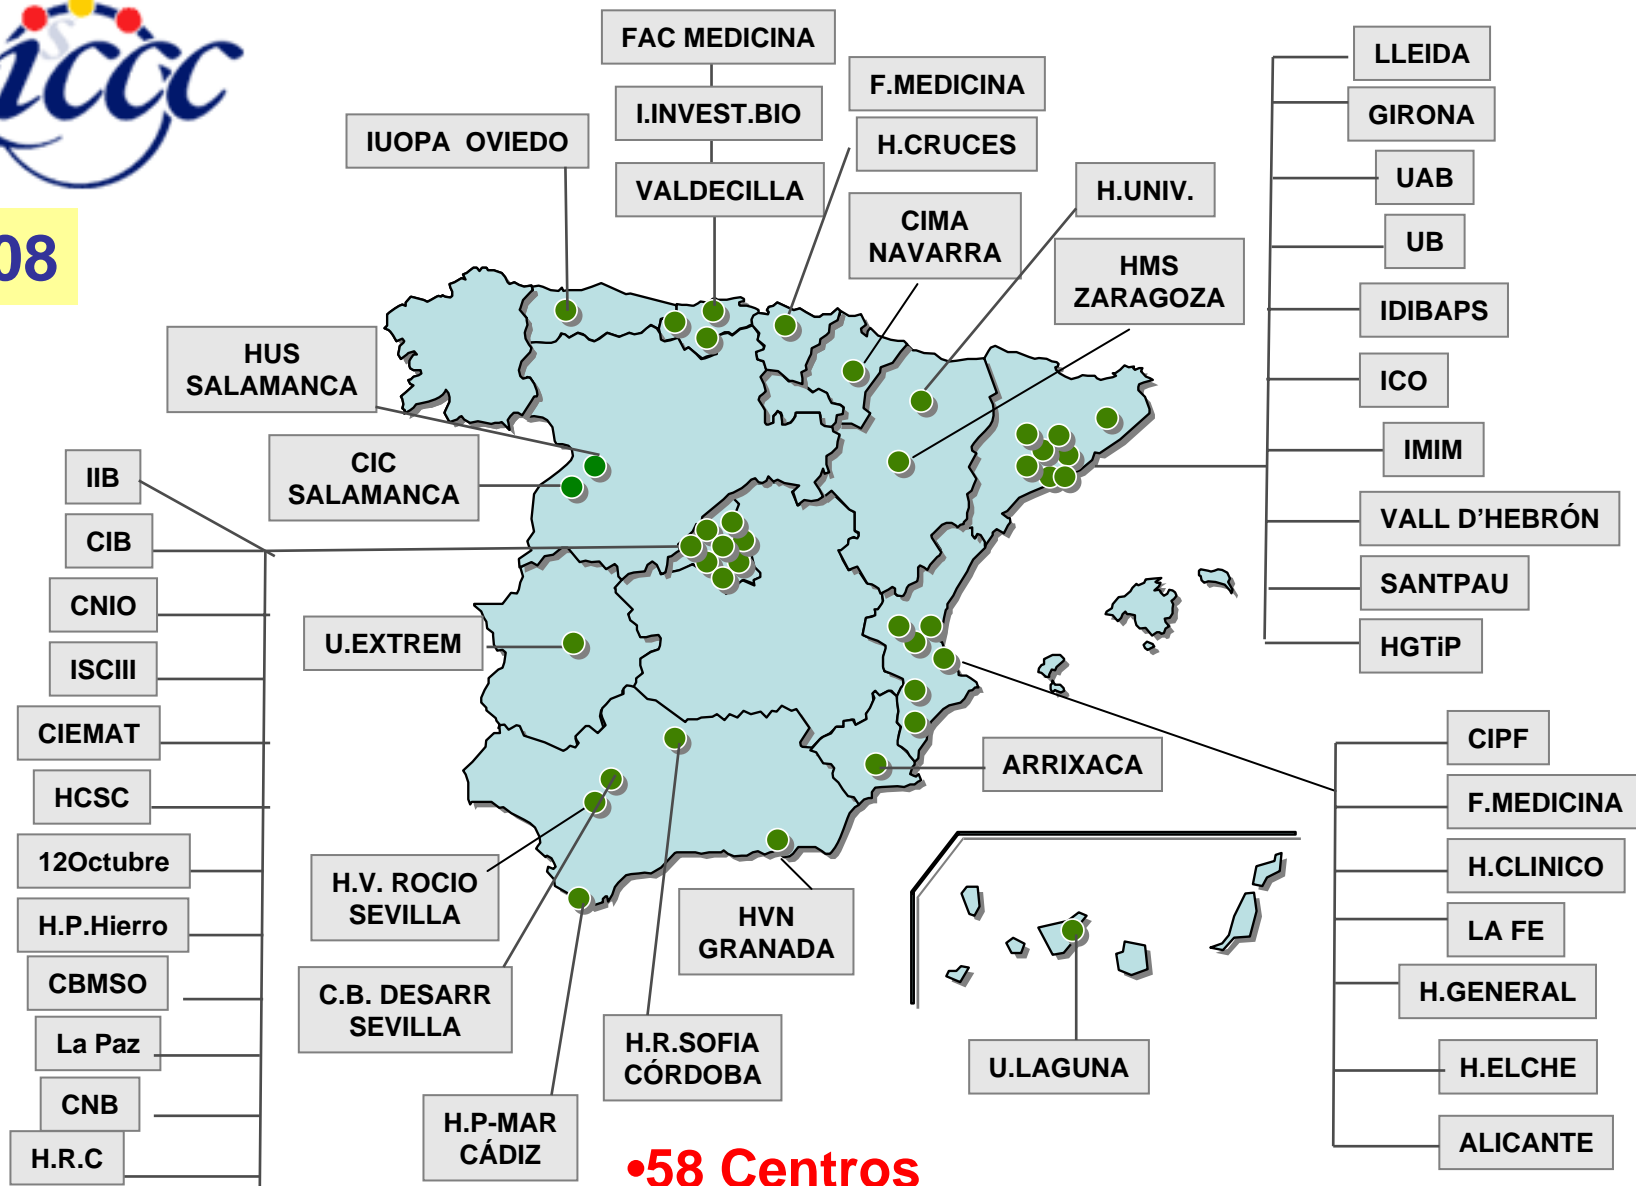 iccc
08
FAC MEDICINA
I.INVEST.BIO
VALDECILLA
IUOPA OVIEDO
F.MEDICINA
H.CRUCES
CIMA
NAVARRA
H.UNIV.
HMS
ZARAGOZA
LLEIDA
GIRONA
UAB
UB
IDIBAPS
ICO
IMIM
VALL D’HEBRÓN
SANTPAU
HGTiP
HUS
SALAMANCA
CIC
SALAMANCA
IIB
CIB
CNIO
ISCIII
CIEMAT
HCSC
12Octubre
H.P.Hierro
CBMSO
La Paz
CNB
H.R.C
U.EXTREM
H.V. ROCIO
SEVILLA
C.B. DESARR
SEVILLA
H.P-MAR
CÁDIZ
H.R.SOFIA
CÓRDOBA
HVN
GRANADA
ARRIXACA
U.LAGUNA
CIPF
F.MEDICINA
H.CLINICO
LA FE
H.GENERAL
H.ELCHE
ALICANTE
•58 Centros